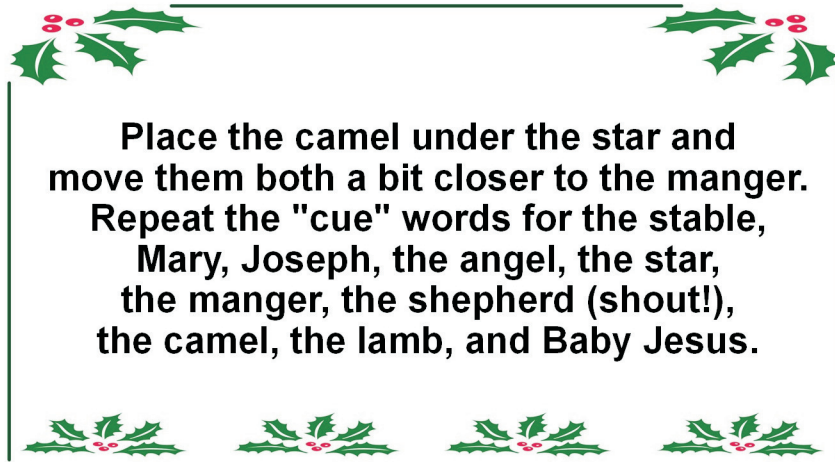 Place the camel under the star and
move them both a bit closer to the manger.
Repeat the "cue" words for the stable,
Mary, Joseph, the angel, the star,
the manger, the shepherd (shout!),
the camel, the lamb, and Baby Jesus.